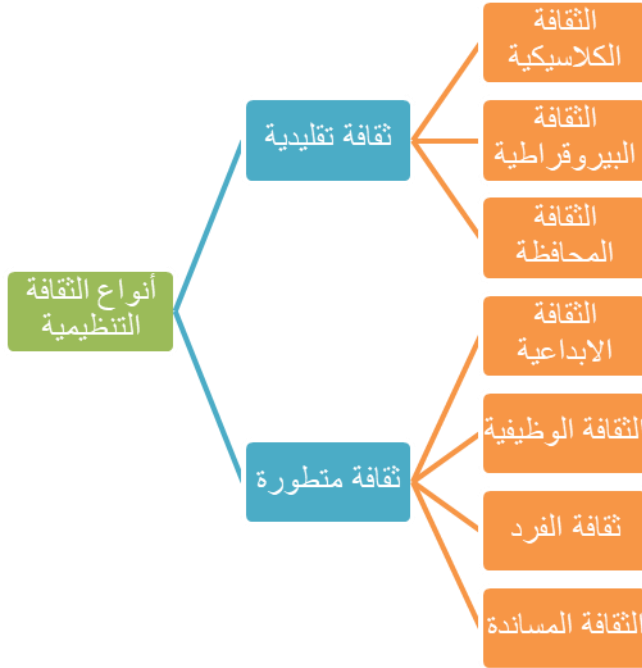 أنواع الثقافة
التنظيمية
ثقافة تقليدية
الثقافة
الكلاسيكية
الثقافة
البيروقراطية
الثقافة
المحافظة
ثقافة متطورة
الثقافة
الابداعية
الثقافة الوظيفية
ثقافة الفرد
الثقافة المساندة